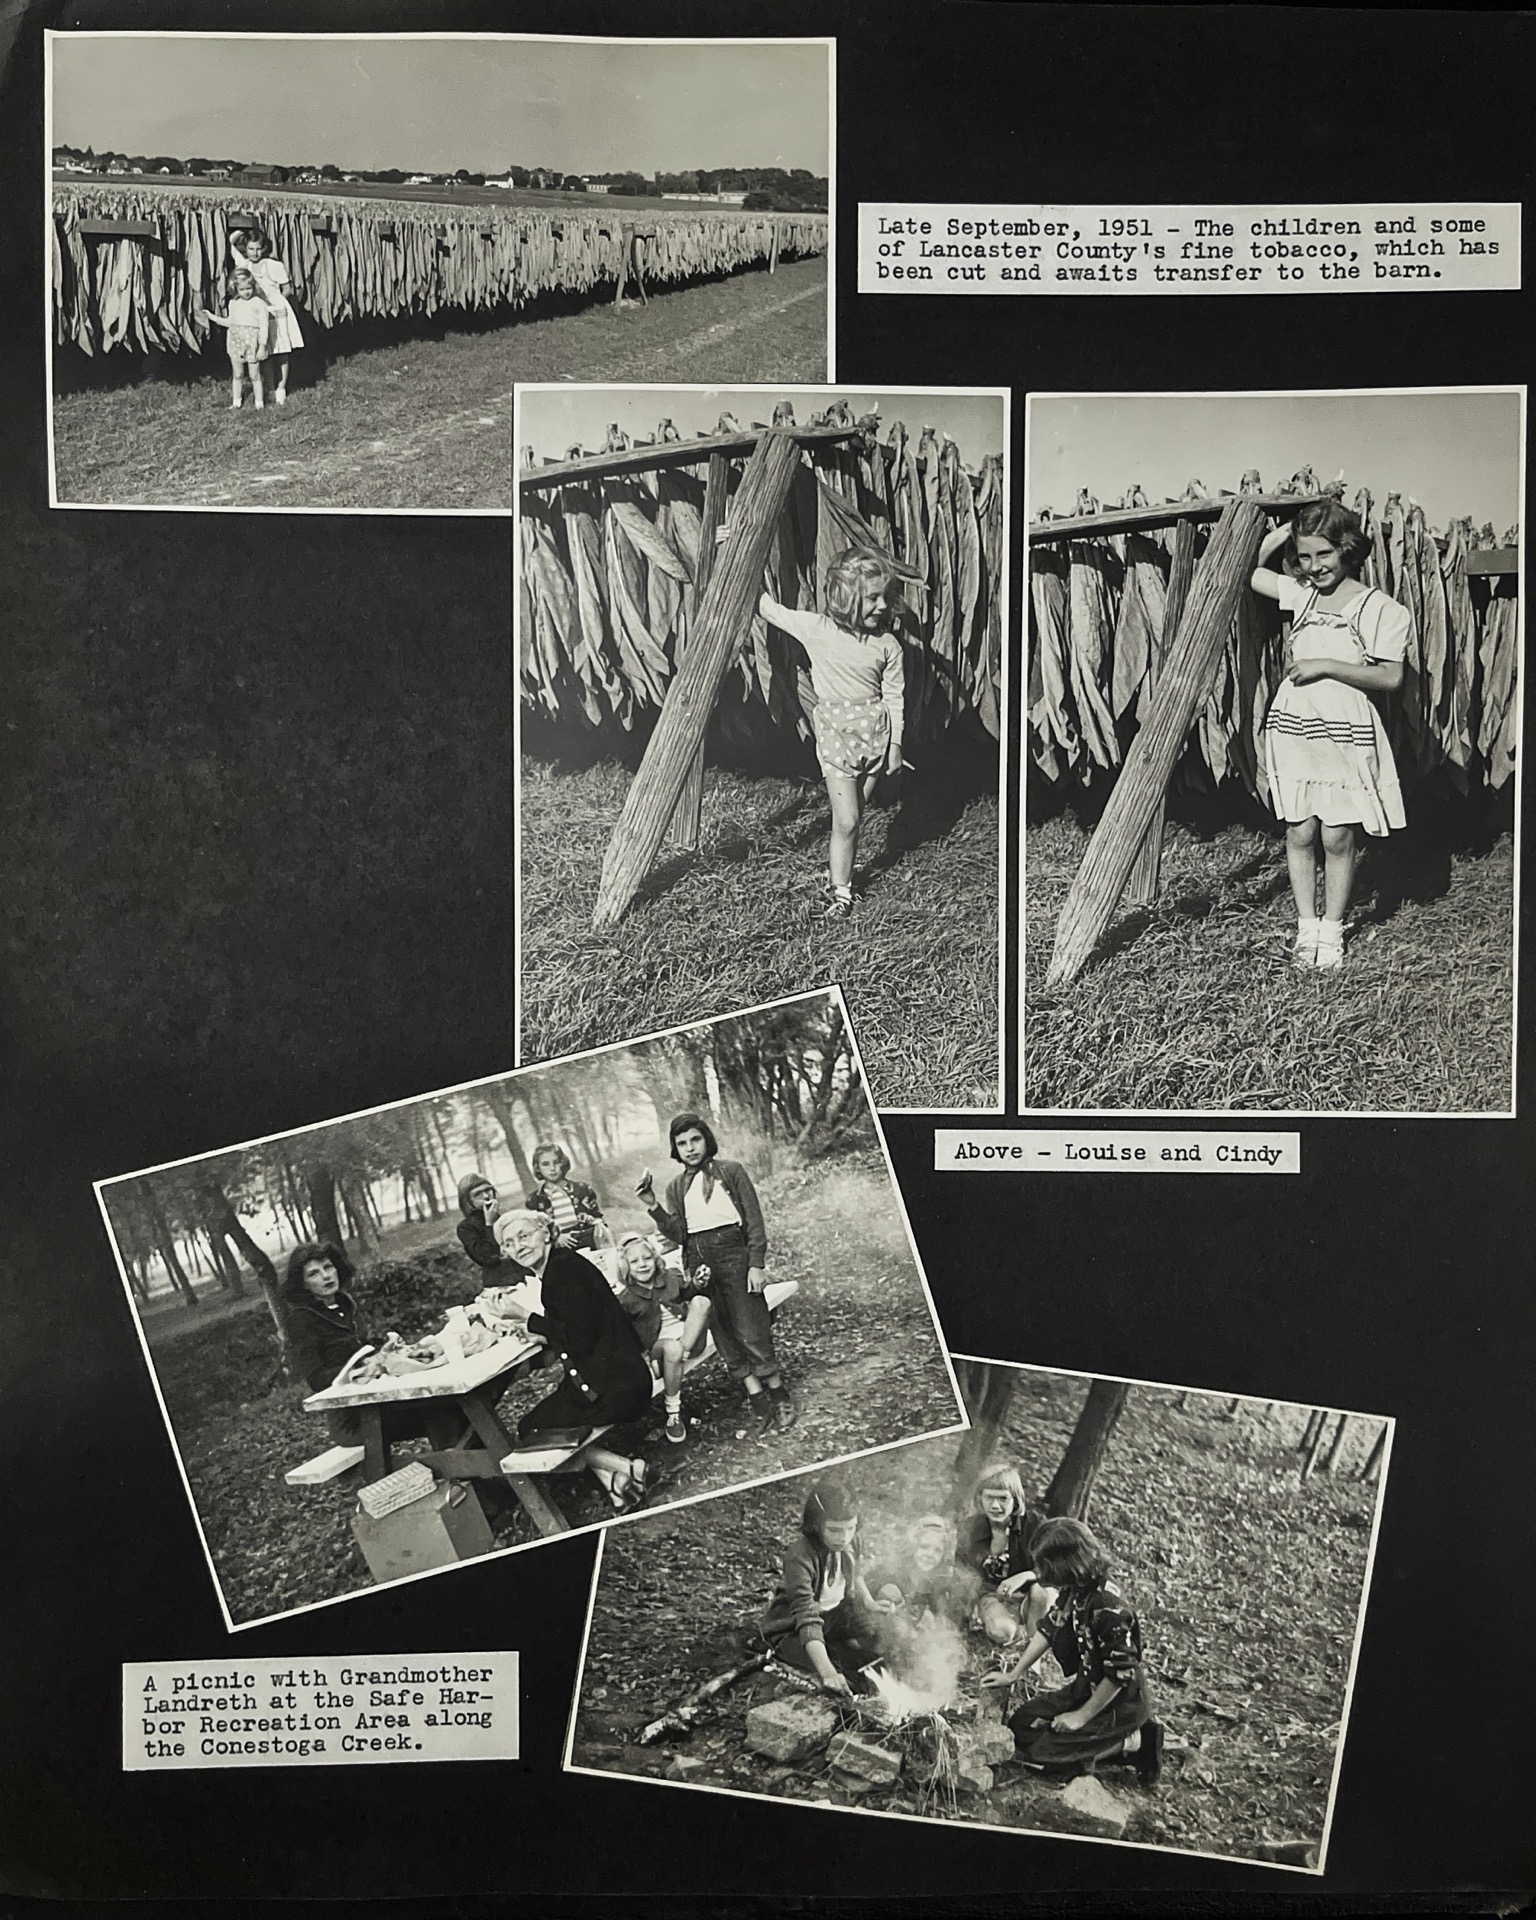 Late September, 1951 - The children and some
of Lancaster County's fine tobacco, which has
been cut and awaits transfer to the barn.
Above - Louise and Cindy
A picnic with Grandmother
Landreth at the Safe Har-
bor Recreation Area along
the Conestoga Creek.